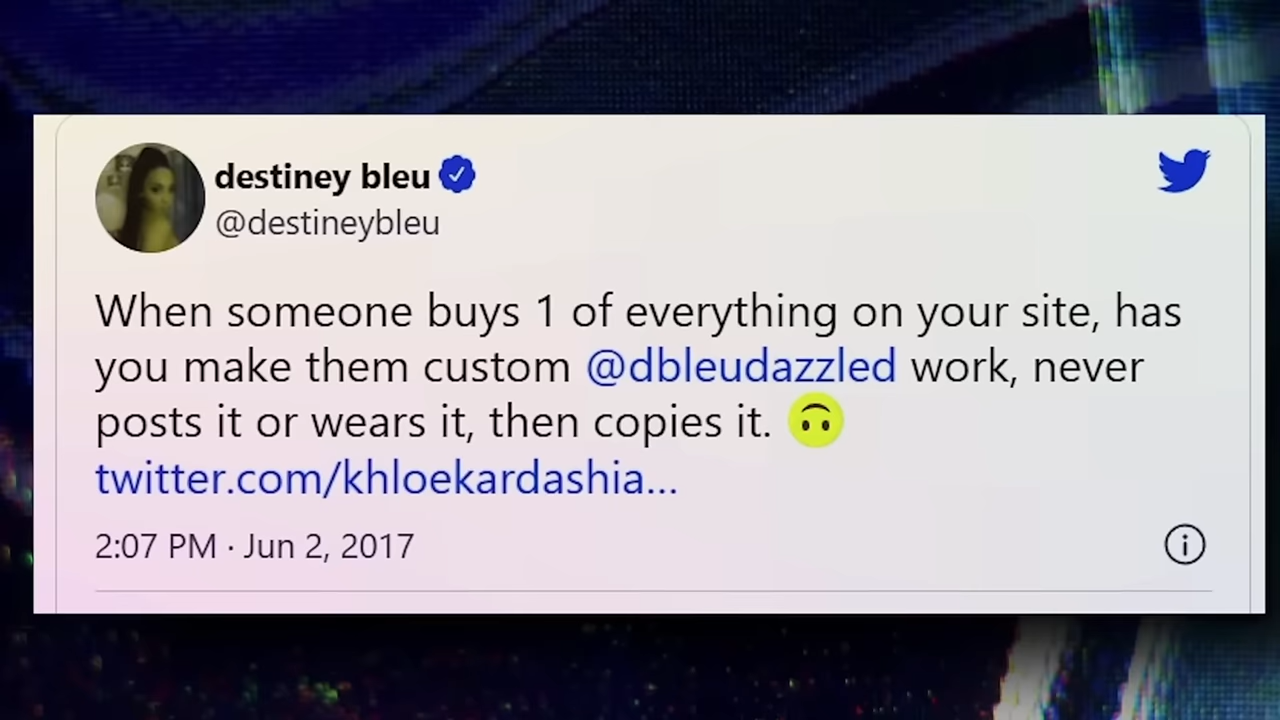 destiney bleu
@destineybleu
When someone buys 1 of everything on your site, has
you make them custom @dbleudazzled work, never
posts it or wears it, then copies it. 🙃
twitter.com/khloekardashia...
2:07 PM · Jun 2, 2017